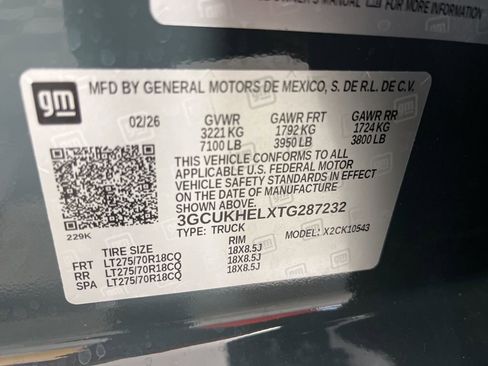 OWNER'S MANUAL
gm
MFD BY GENERAL MOTORS DE MEXICO, S. DE R.L. DE C.V.
02/26 GVWR GAWR FRT GAWR RR
3221 KG 1792 KG 1724 KG
7100 LB 3950 LB 3800 LB
THIS VEHICLE CONFORMS TO ALL
APPLICABLE U.S. FEDERAL MOTOR
VEHICLE SAFETY STANDARDS IN EFFECT
ON THE DATE OF MANUFACTURE
SHOWN ABOVE.
3GCUKHELXTG287232
229K TYPE: TRUCK MODEL: X2CK10543
TIRE SIZE RIM
FRT LT275/70R18CQ 18X8.5J
RR LT275/70R18CQ 18X8.5J
SPA LT275/70R18CQ 18X8.5J